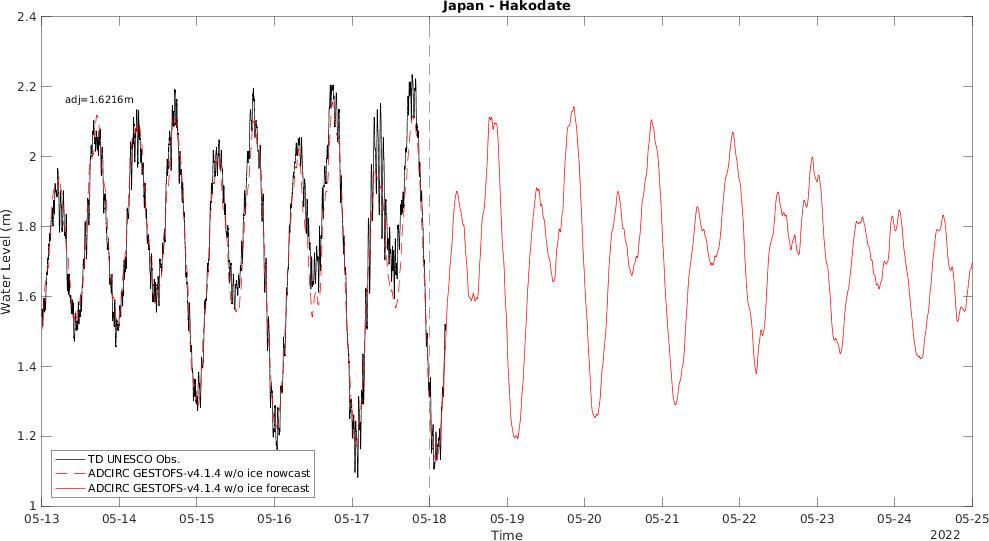 Japan - Hakodate
2.4
2.2
2
1.8
1.6
1.4
1.2
1
Water Level (m)
adj=1.6216m
TD UNESCO Obs.
ADCIRC GESTOFS-v4.1.4 w/o ice nowcast
ADCIRC GESTOFS-v4.1.4 w/o ice forecast
05-13 05-14 05-15 05-16 05-17 05-18 05-19 05-20 05-21 05-22 05-23 05-24 05-25
Time
2022